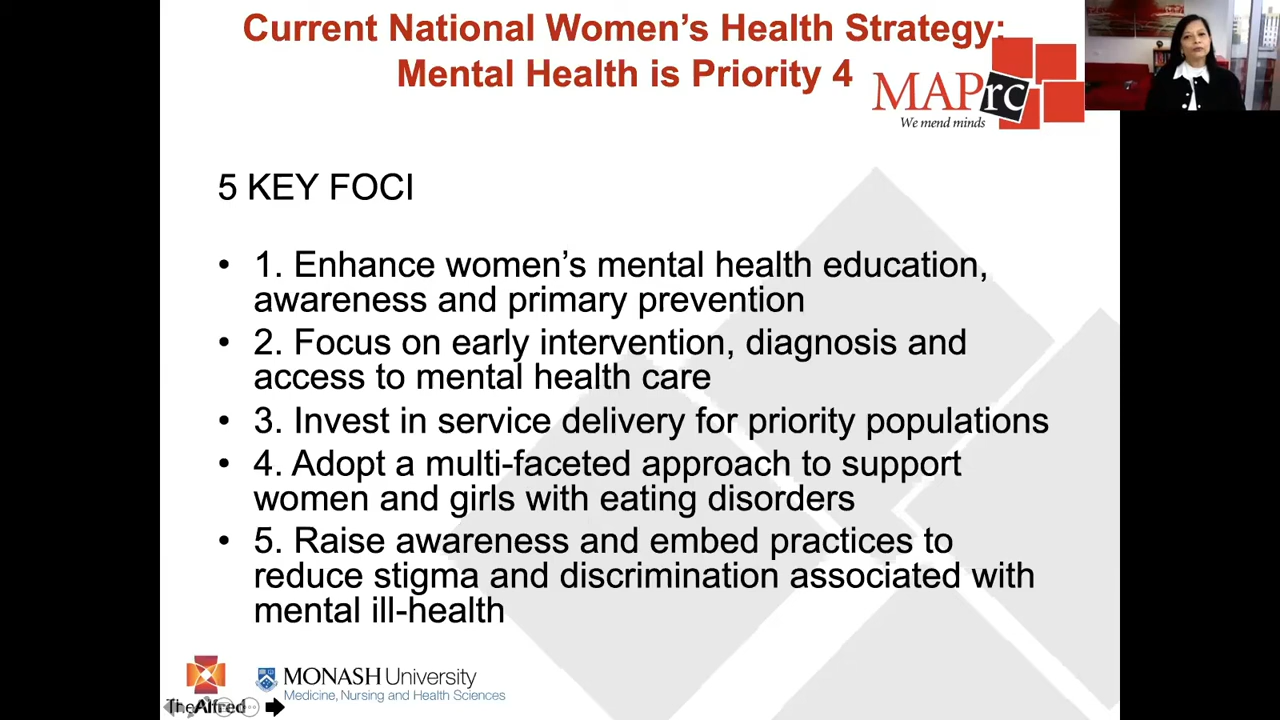 Current National Women’s Health Strategy:
Mental Health is Priority 4
MAPrc
We mend minds
5 KEY FOCI
• 1. Enhance women’s mental health education,
awareness and primary prevention
• 2. Focus on early intervention, diagnosis and
access to mental health care
• 3. Invest in service delivery for priority populations
• 4. Adopt a multi-faceted approach to support
women and girls with eating disorders
• 5. Raise awareness and embed practices to
reduce stigma and discrimination associated with
mental ill-health
TheAlfred
MONASH University
Medicine, Nursing and Health Sciences